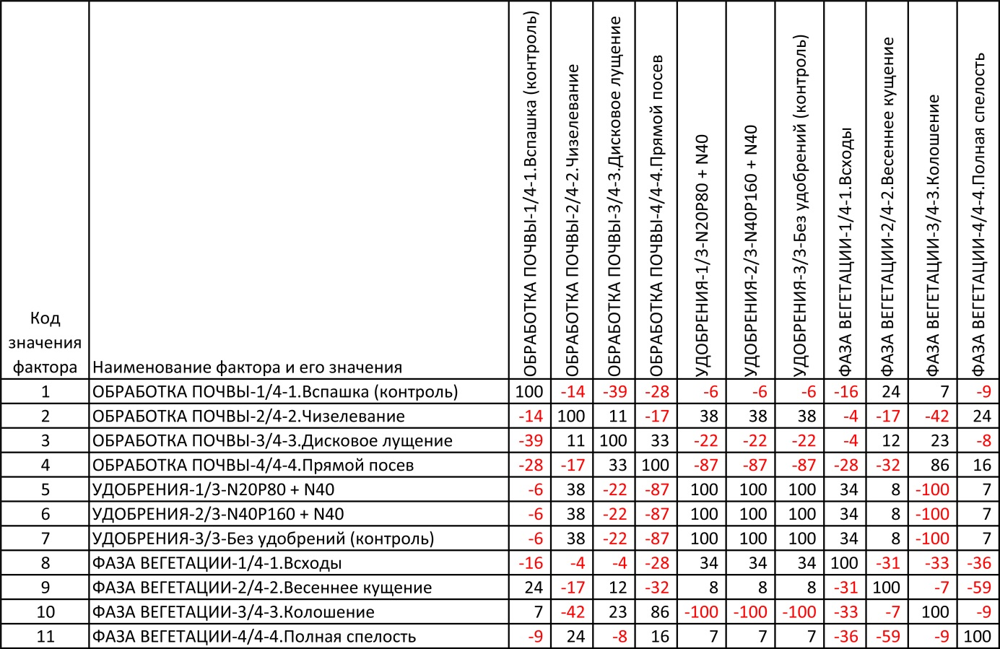 Код значения фактора Наименование фактора и его значения ОБРАБОТКА ПОЧВЫ-1/4-1.Вспашка (контроль) ОБРАБОТКА ПОЧВЫ-2/4-2.Чизелевание ОБРАБОТКА ПОЧВЫ-3/4-3.Дисковое лущение ОБРАБОТКА ПОЧВЫ-4/4-4.Прямой посев УДОБРЕНИЯ-1/3-N20P80 + N40 УДОБРЕНИЯ-2/3-N40P160 + N40 УДОБРЕНИЯ-3/3-Без удобрений (контроль) ФАЗА ВЕГЕТАЦИИ-1/4-1.Всходы ФАЗА ВЕГЕТАЦИИ-2/4-2.Весеннее кущение ФАЗА ВЕГЕТАЦИИ-3/4-3.Колошение ФАЗА ВЕГЕТАЦИИ-4/4-4.Полная спелость
1 ОБРАБОТКА ПОЧВЫ-1/4-1.Вспашка (контроль) 100 -14 -39 -28 -6 -6 -6 -16 24 7 -9
2 ОБРАБОТКА ПОЧВЫ-2/4-2.Чизелевание -14 100 11 -17 38 38 38 -4 -17 -42 24
3 ОБРАБОТКА ПОЧВЫ-3/4-3.Дисковое лущение -39 11 100 33 -22 -22 -22 -4 12 23 -8
4 ОБРАБОТКА ПОЧВЫ-4/4-4.Прямой посев -28 -17 33 100 -87 -87 -87 -28 -32 86 16
5 УДОБРЕНИЯ-1/3-N20P80 + N40 -6 38 -22 -87 100 100 100 34 8 -100 7
6 УДОБРЕНИЯ-2/3-N40P160 + N40 -6 38 -22 -87 100 100 100 34 8 -100 7
7 УДОБРЕНИЯ-3/3-Без удобрений (контроль) -6 38 -22 -87 100 100 100 34 8 -100 7
8 ФАЗА ВЕГЕТАЦИИ-1/4-1.Всходы -16 -4 -4 -28 34 34 34 100 -31 -33 -36
9 ФАЗА ВЕГЕТАЦИИ-2/4-2.Весеннее кущение 24 -17 12 -32 8 8 8 -31 100 -7 -59
10 ФАЗА ВЕГЕТАЦИИ-3/4-3.Колошение 7 -42 23 86 -100 -100 -100 -33 -7 100 -9
11 ФАЗА ВЕГЕТАЦИИ-4/4-4.Полная спелость -9 24 -8 16 7 7 7 -36 -59 -9 100